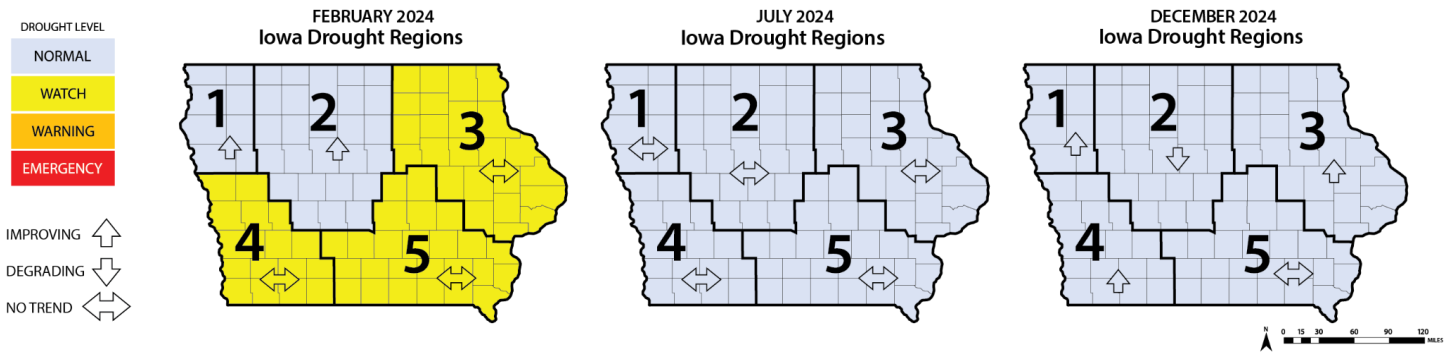 DROUGHT LEVEL
NORMAL
WATCH
WARNING
EMERGENCY
IMPROVING
DEGRADING
NO TREND
FEBRUARY 2024
Iowa Drought Regions
1
2
3
4
5
JULY 2024
Iowa Drought Regions
1
2
3
4
5
DECEMBER 2024
Iowa Drought Regions
1
2
3
4
5
N
0 15 30 60 90 120
MILES